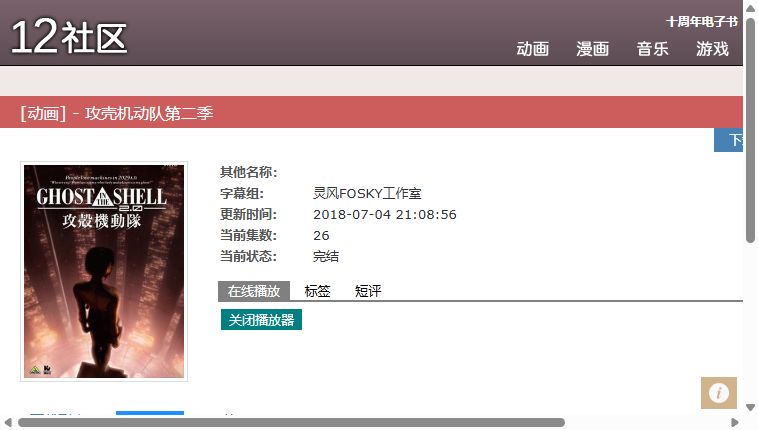 12社区
十周年电子书
动画 漫画 音乐 游戏
[动画] - 攻壳机动队第二季
GHOST IN THE SHELL
2.0
攻殻機動隊
其他名称:
字幕组: 灵风FOSKY工作室
更新时间: 2018-07-04 21:08:56
当前集数: 26
当前状态: 完结
在线播放 标签 短评
关闭播放器